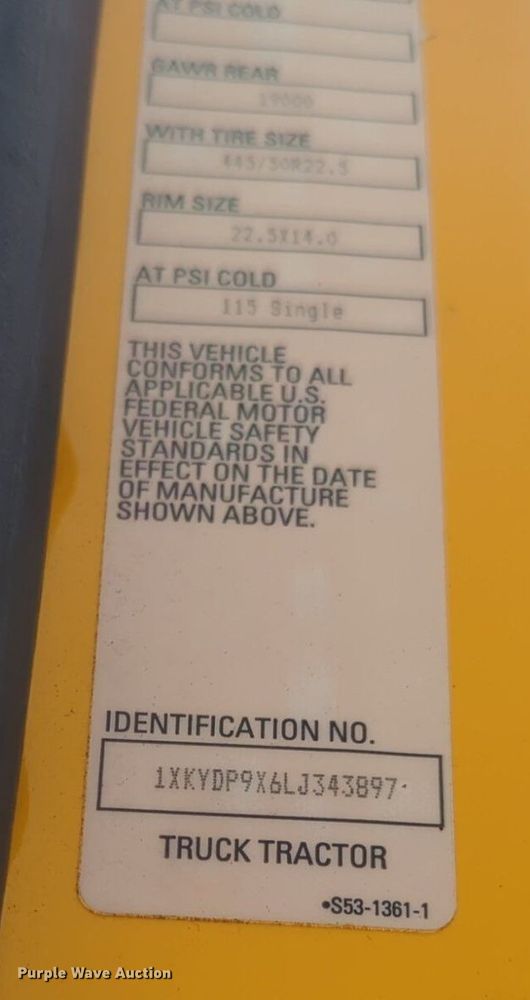 AT PSI COLD
GAWR REAR
19000
WITH TIRE SIZE
445/50R22.5
RIM SIZE
22.5X14.0
AT PSI COLD
115 Single
THIS VEHICLE
CONFORMS TO ALL
APPLICABLE U.S.
FEDERAL MOTOR
VEHICLE SAFETY
STANDARDS IN
EFFECT ON THE DATE
OF MANUFACTURE
SHOWN ABOVE.
IDENTIFICATION NO.
1XKYDP9X6LJ343897
TRUCK TRACTOR
•S53-1361-1
Purple Wave Auction